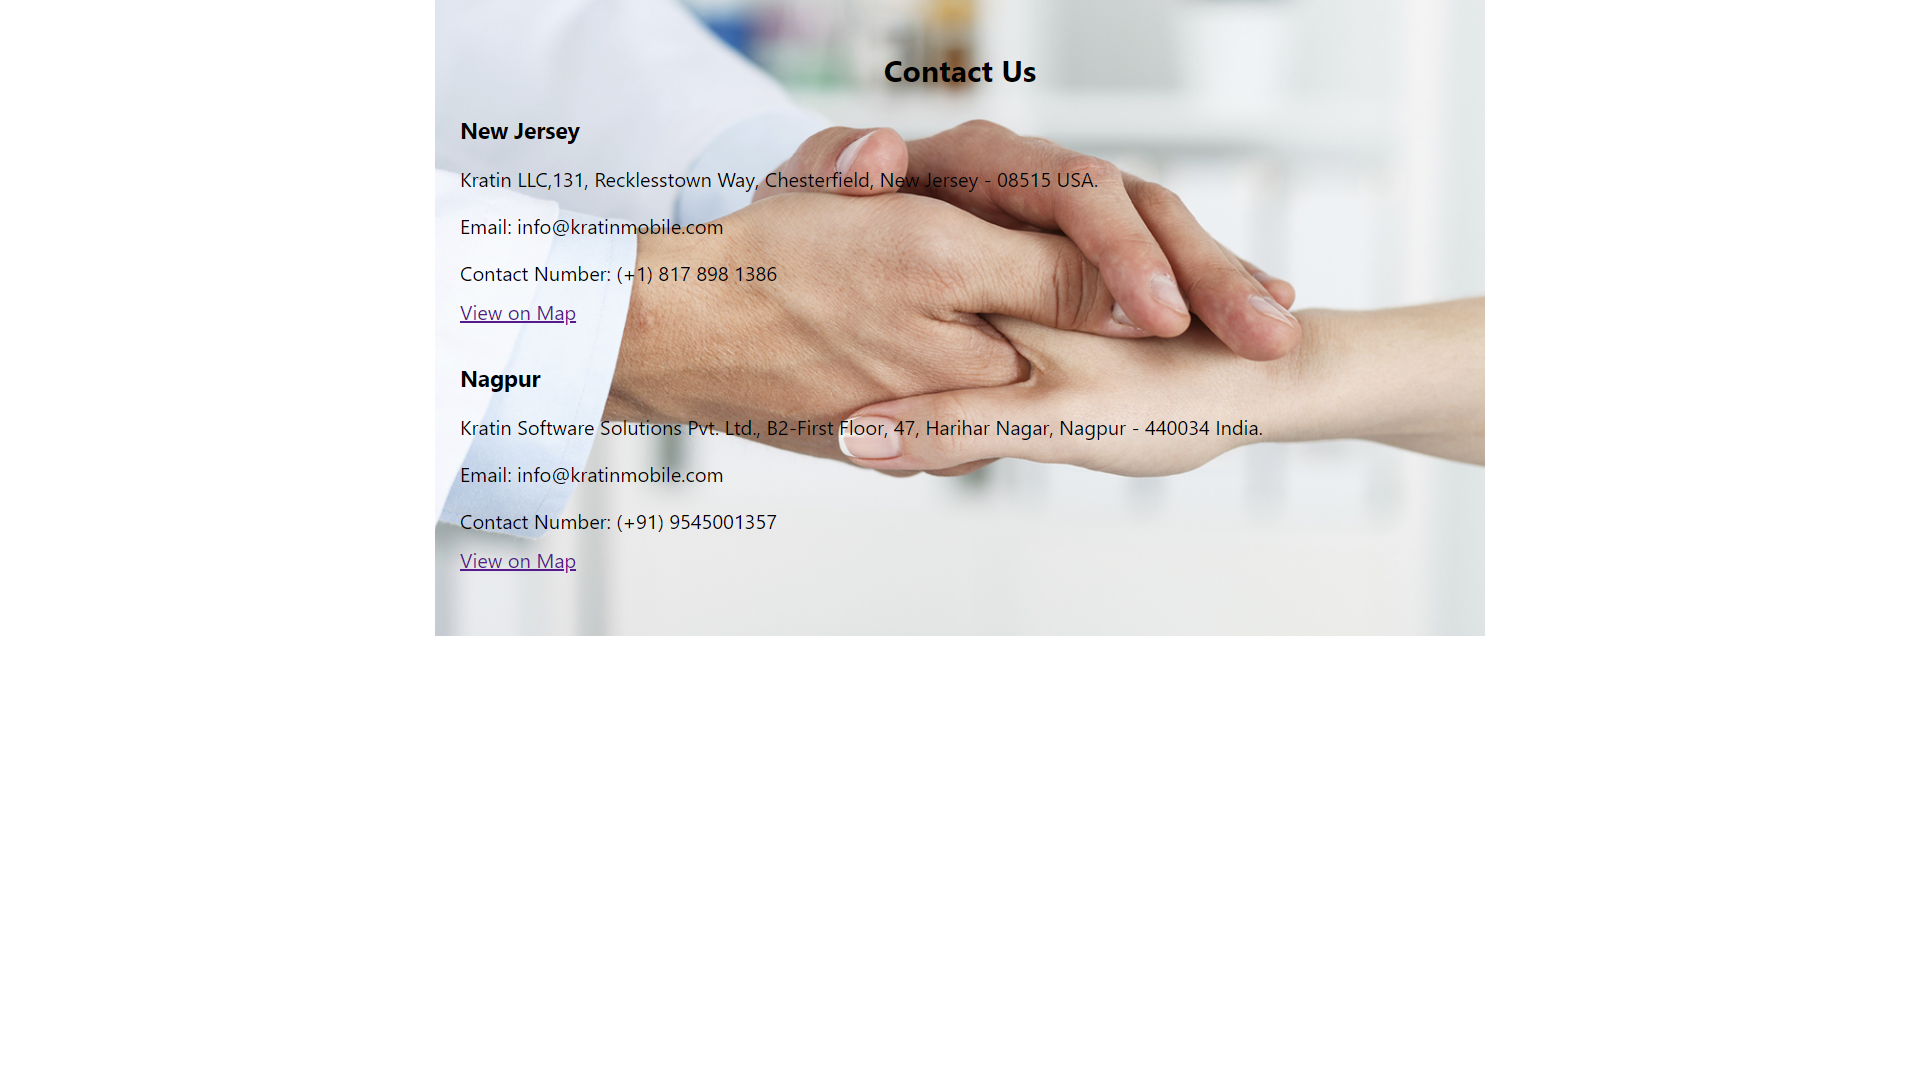 Contact Us
New Jersey
Kratin LLC,131, Recklesstown Way, Chesterfield, New Jersey - 08515 USA.
Email: info@kratinmobile.com
Contact Number: (+1) 817 898 1386
View on Map
Nagpur
Kratin Software Solutions Pvt. Ltd., B2-First Floor, 47, Harihar Nagar, Nagpur - 440034 India.
Email: info@kratinmobile.com
Contact Number: (+91) 9545001357
View on Map